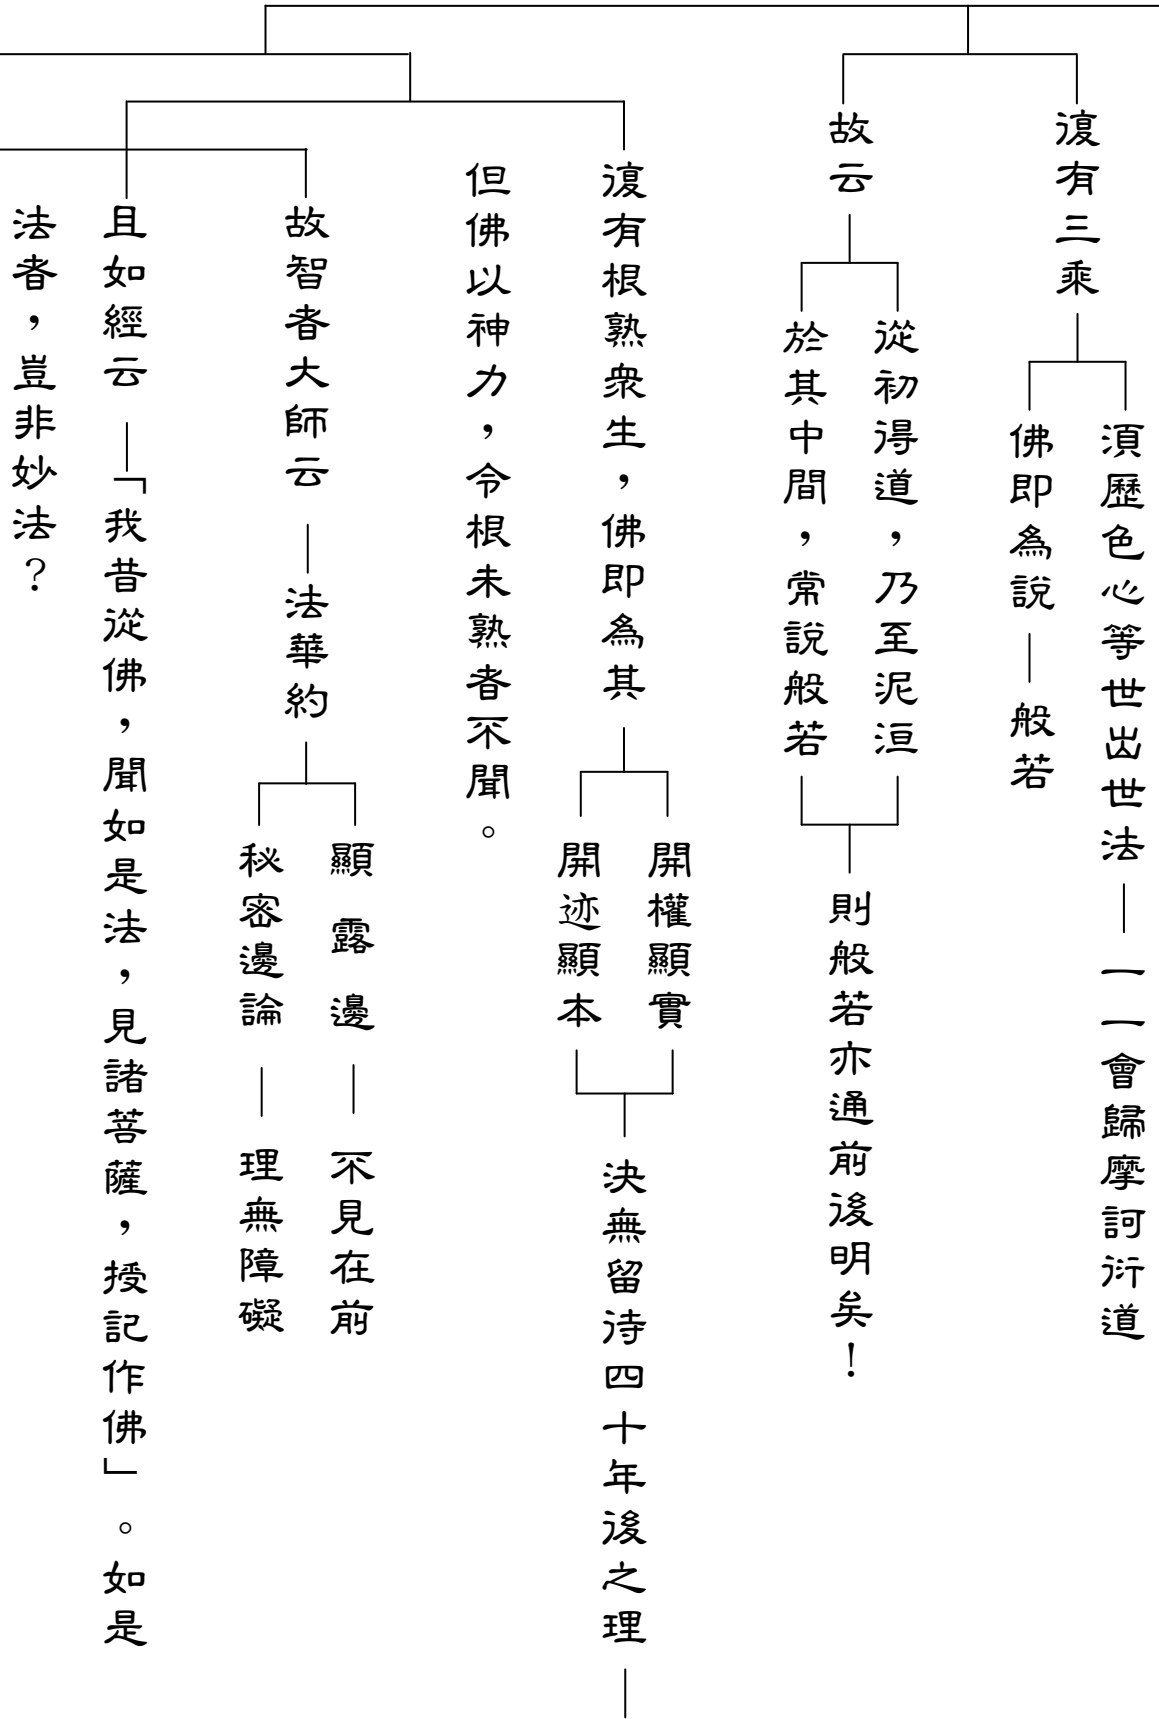 復有三乘
須歷色心等世出世法
一一會歸摩訶衍道
佛即為說
般若
故云
從初得道，乃至泥洹
於其中間，常說般若
則般若亦通前後明矣！
復有根熟眾生，佛即為其
開權顯實
開迹顯本
決無留待四十年後之理
但佛以神力，令根未熟者不聞。
故智者大師云
法華約
顯露邊
不見在前
秘密邊論
理無障礙
且如經云
「我昔從佛，聞如是法，見諸菩薩，授記作佛」。如是
法者，豈非妙法？